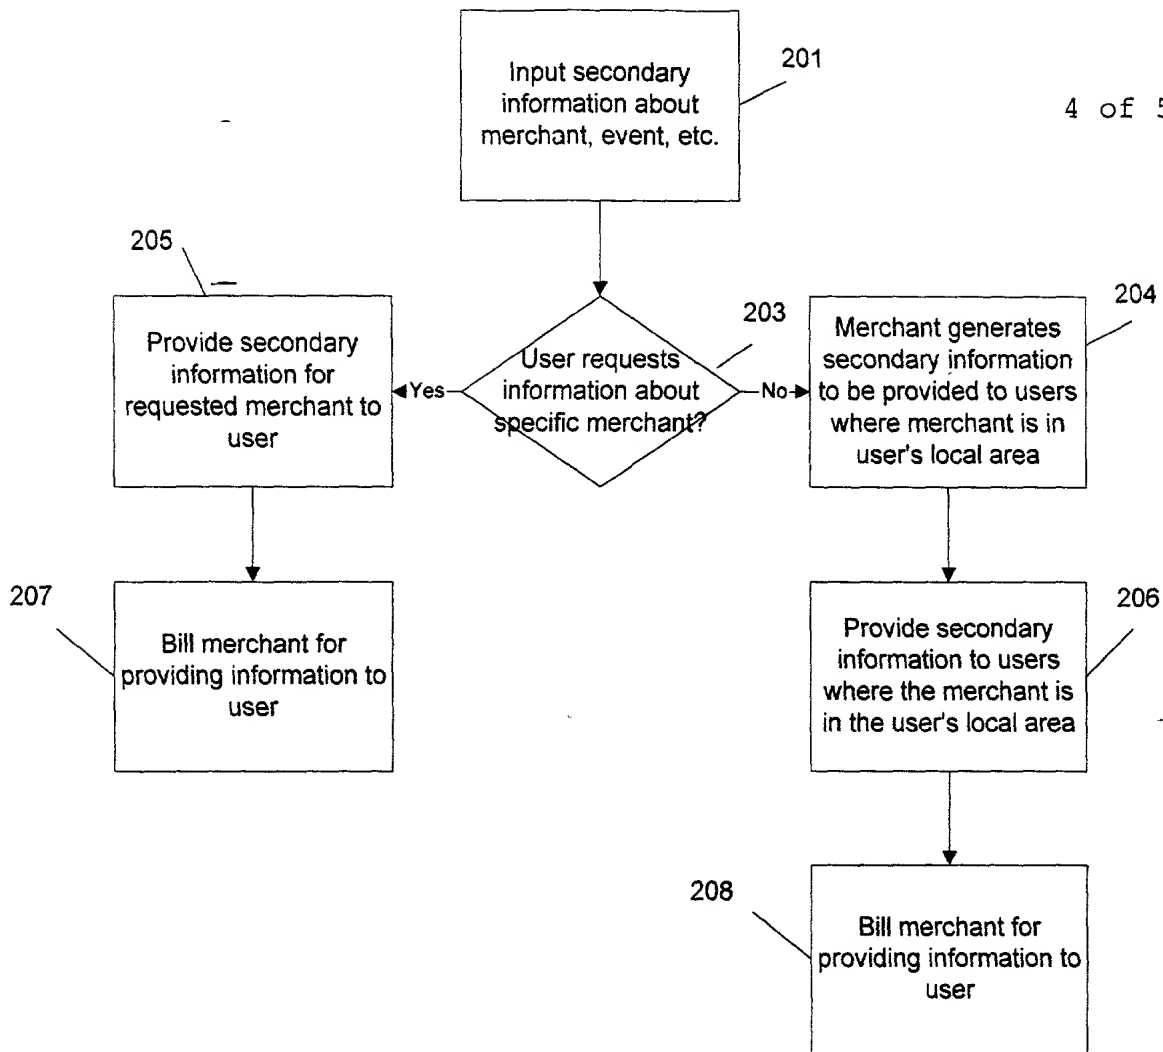 Input secondary
information about
merchant, event, etc.
201
4 of 5
205
Provide secondary
information for
requested merchant to
user
Yes
User requests
information about
specific merchant?
203
No
Merchant generates
secondary information
to be provided to users
where merchant is in
user's local area
204
207
Bill merchant for
providing information to
user
Provide secondary
information to users
where the merchant is
in the user's local area
206
208
Bill merchant for
providing information to
user